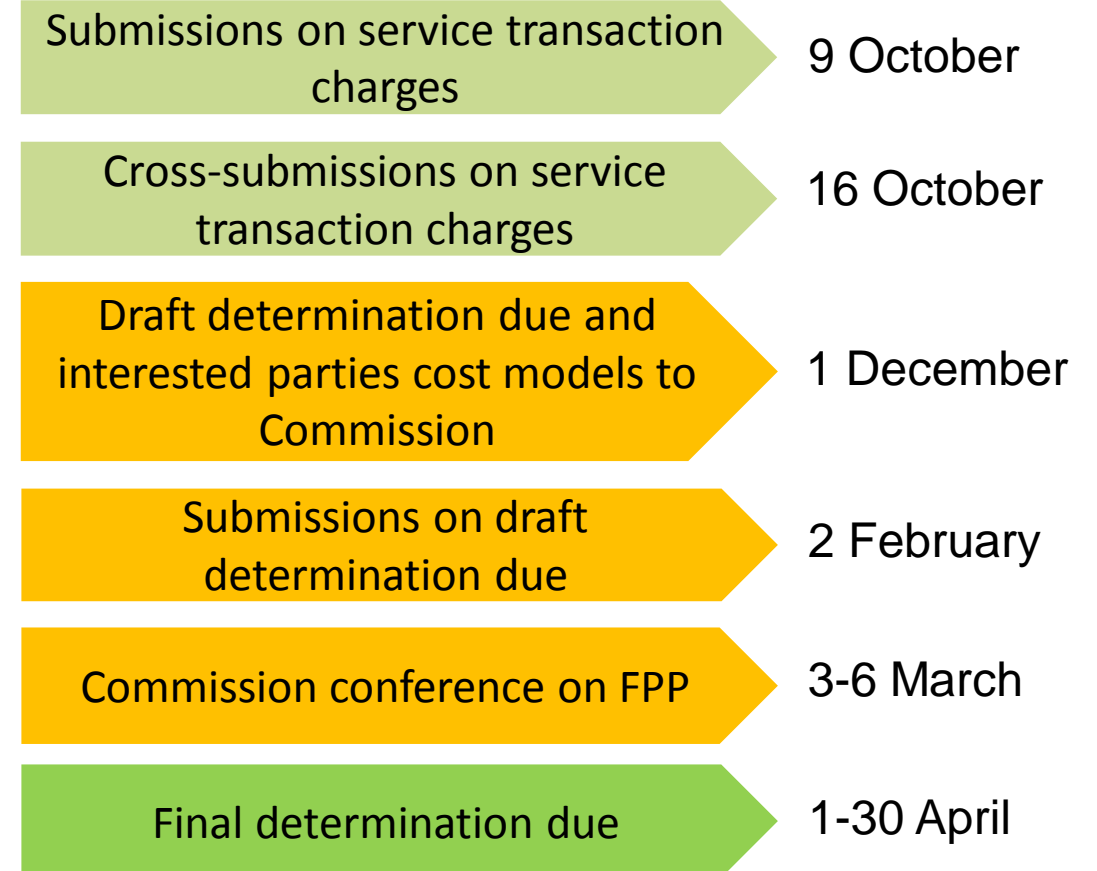 Submissions on service transaction
charges
9 October
Cross-submissions on service
transaction charges
16 October
Draft determination due and
interested parties cost models to
Commission
1 December
Submissions on draft
determination due
2 February
Commission conference on FPP
3-6 March
Final determination due
1-30 April